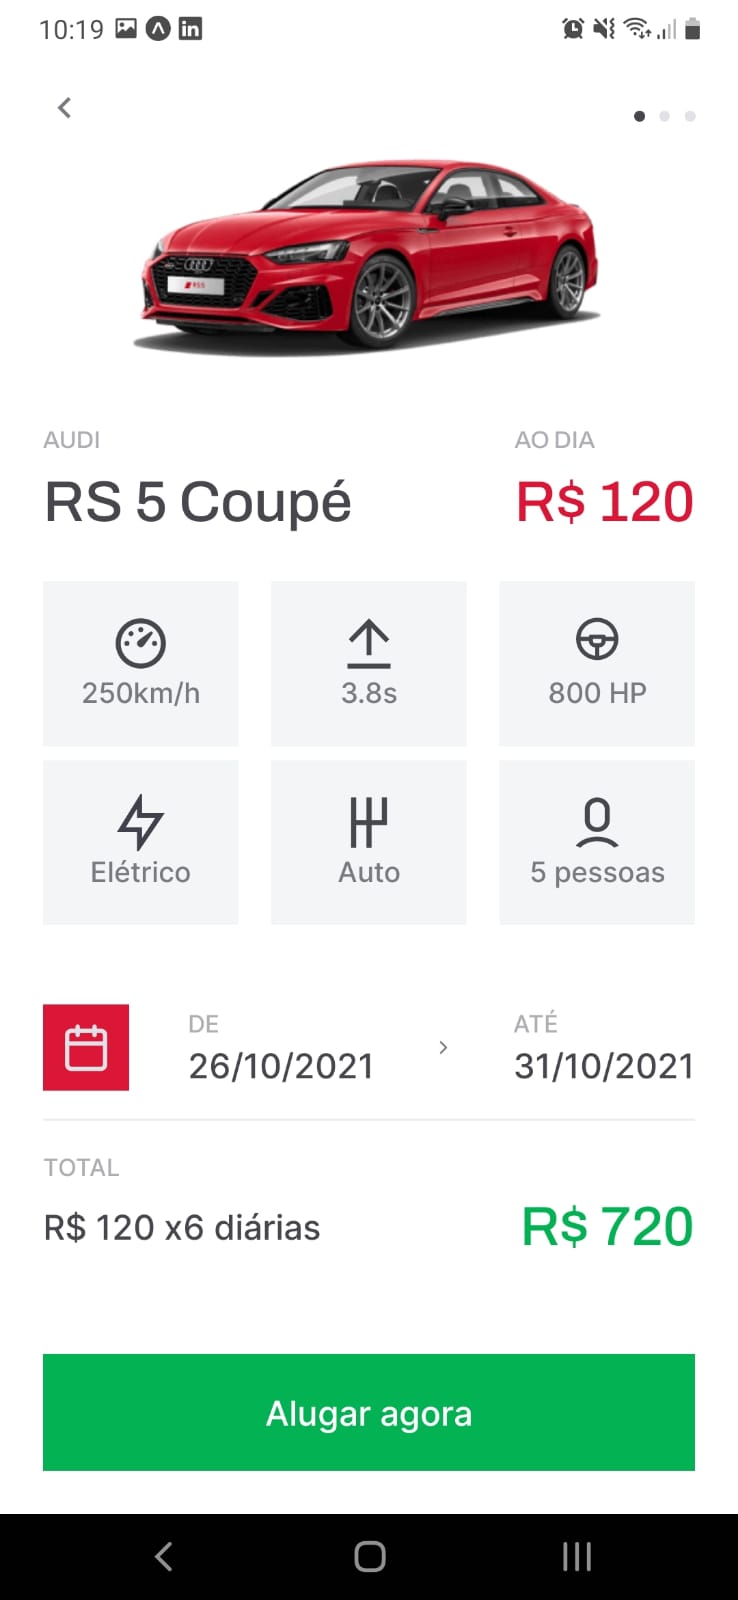 10:19
AUDI
AO DIA
RS 5 Coupé
R$ 120
250km/h
3.8s
800 HP
Elétrico
Auto
5 pessoas
DE
ATÉ
26/10/2021
31/10/2021
TOTAL
R$ 120 x6 diárias
R$ 720
Alugar agora